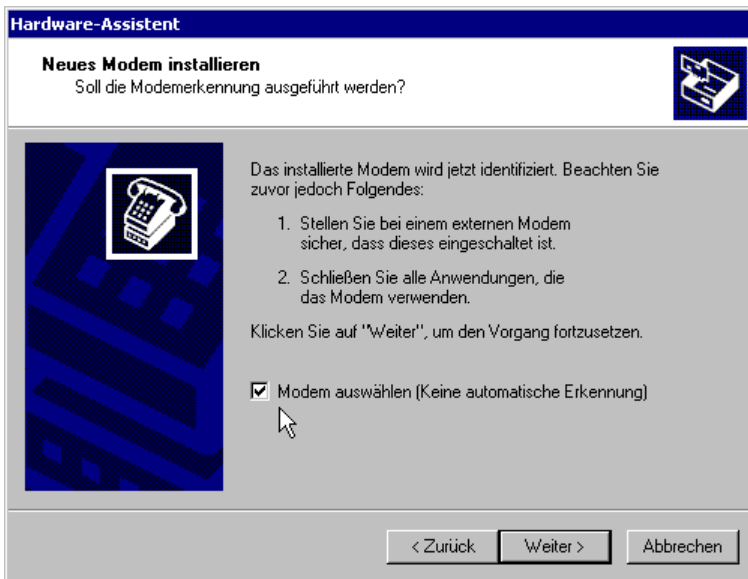 Hardware-Assistent
Neues Modem installieren
Soll die Modemerkennung ausgeführt werden?
Das installierte Modem wird jetzt identifiziert. Beachten Sie
zuvor jedoch Folgendes:
1. Stellen Sie bei einem externen Modem
sicher, dass dieses eingeschaltet ist.
2. Schließen Sie alle Anwendungen, die
das Modem verwenden.
Klicken Sie auf "Weiter", um den Vorgang fortzusetzen.
Modem auswählen (Keine automatische Erkennung)
< Zurück Weiter > Abbrechen